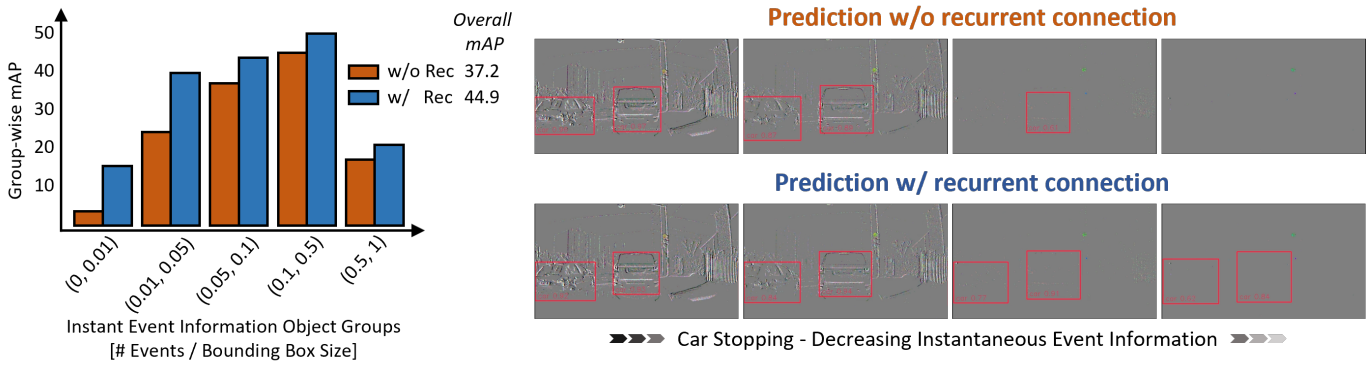 Overall
mAP
w/o Rec 37.2
w/ Rec 44.9
50
40
30
20
10
Group-wise mAP
(0, 0.01)
(0.01, 0.05)
(0.05, 0.1)
(0.1, 0.5)
(0.5, 1)
Instant Event Information Object Groups
[# Events / Bounding Box Size]
Prediction w/o recurrent connection
Prediction w/ recurrent connection
Car Stopping - Decreasing Instantaneous Event Information